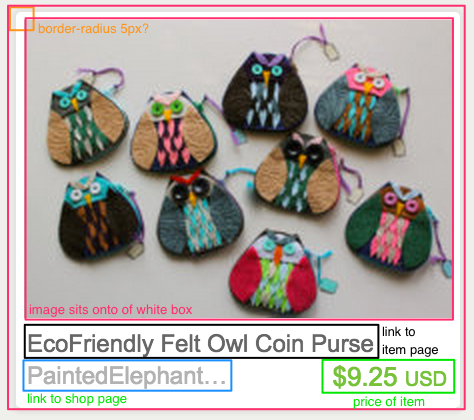 border-radius 5px?
image sits onto of white box
EcoFriendly Felt Owl Coin Purse
link to
item page
PaintedElephant...
$9.25 USD
link to shop page
price of item